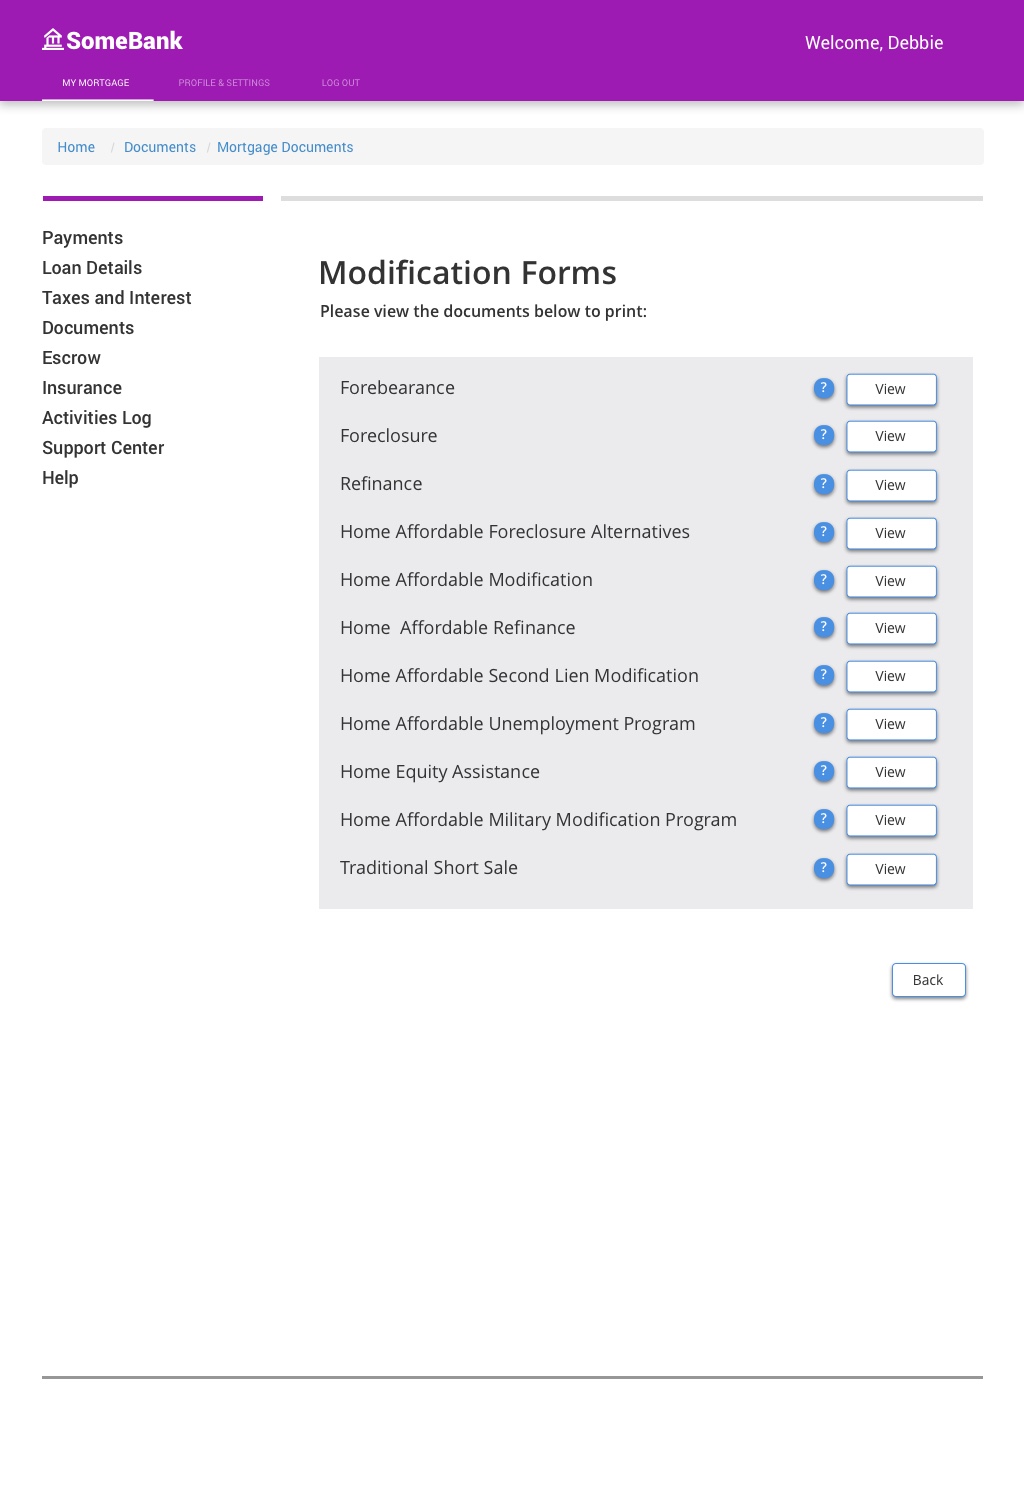 SomeBank
Welcome, Debbie
MY MORTGAGE PROFILE & SETTINGS LOG OUT
Home / Documents / Mortgage Documents
Payments
Loan Details
Taxes and Interest
Documents
Escrow
Insurance
Activities Log
Support Center
Help
Modification Forms
Please view the documents below to print:
Forebearance ? View
Foreclosure ? View
Refinance ? View
Home Affordable Foreclosure Alternatives ? View
Home Affordable Modification ? View
Home  Affordable Refinance ? View
Home Affordable Second Lien Modification ? View
Home Affordable Unemployment Program ? View
Home Equity Assistance ? View
Home Affordable Military Modification Program ? View
Traditional Short Sale ? View
Back